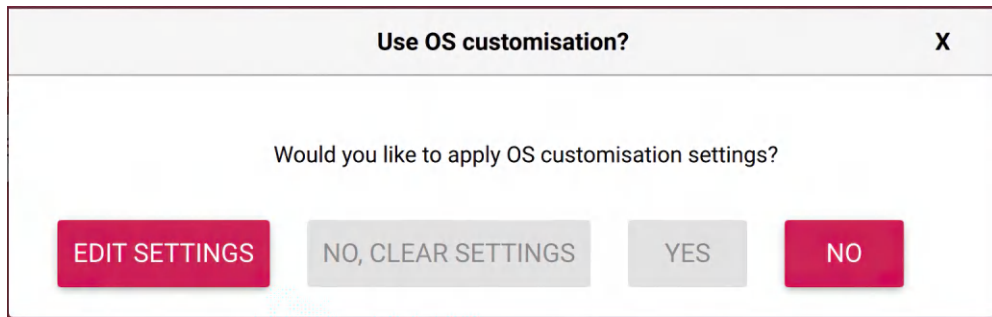 Use OS customisation? X
Would you like to apply OS customisation settings?
EDIT SETTINGS NO, CLEAR SETTINGS YES NO